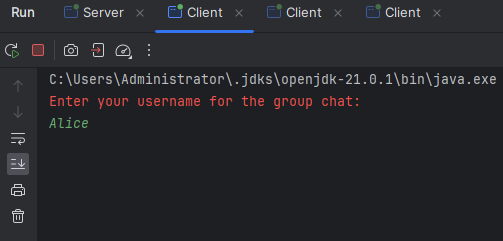 Run Server Client Client Client
C:\Users\Administrator\.jdks\openjdk-21.0.1\bin\java.exe
Enter your username for the group chat:
Alice